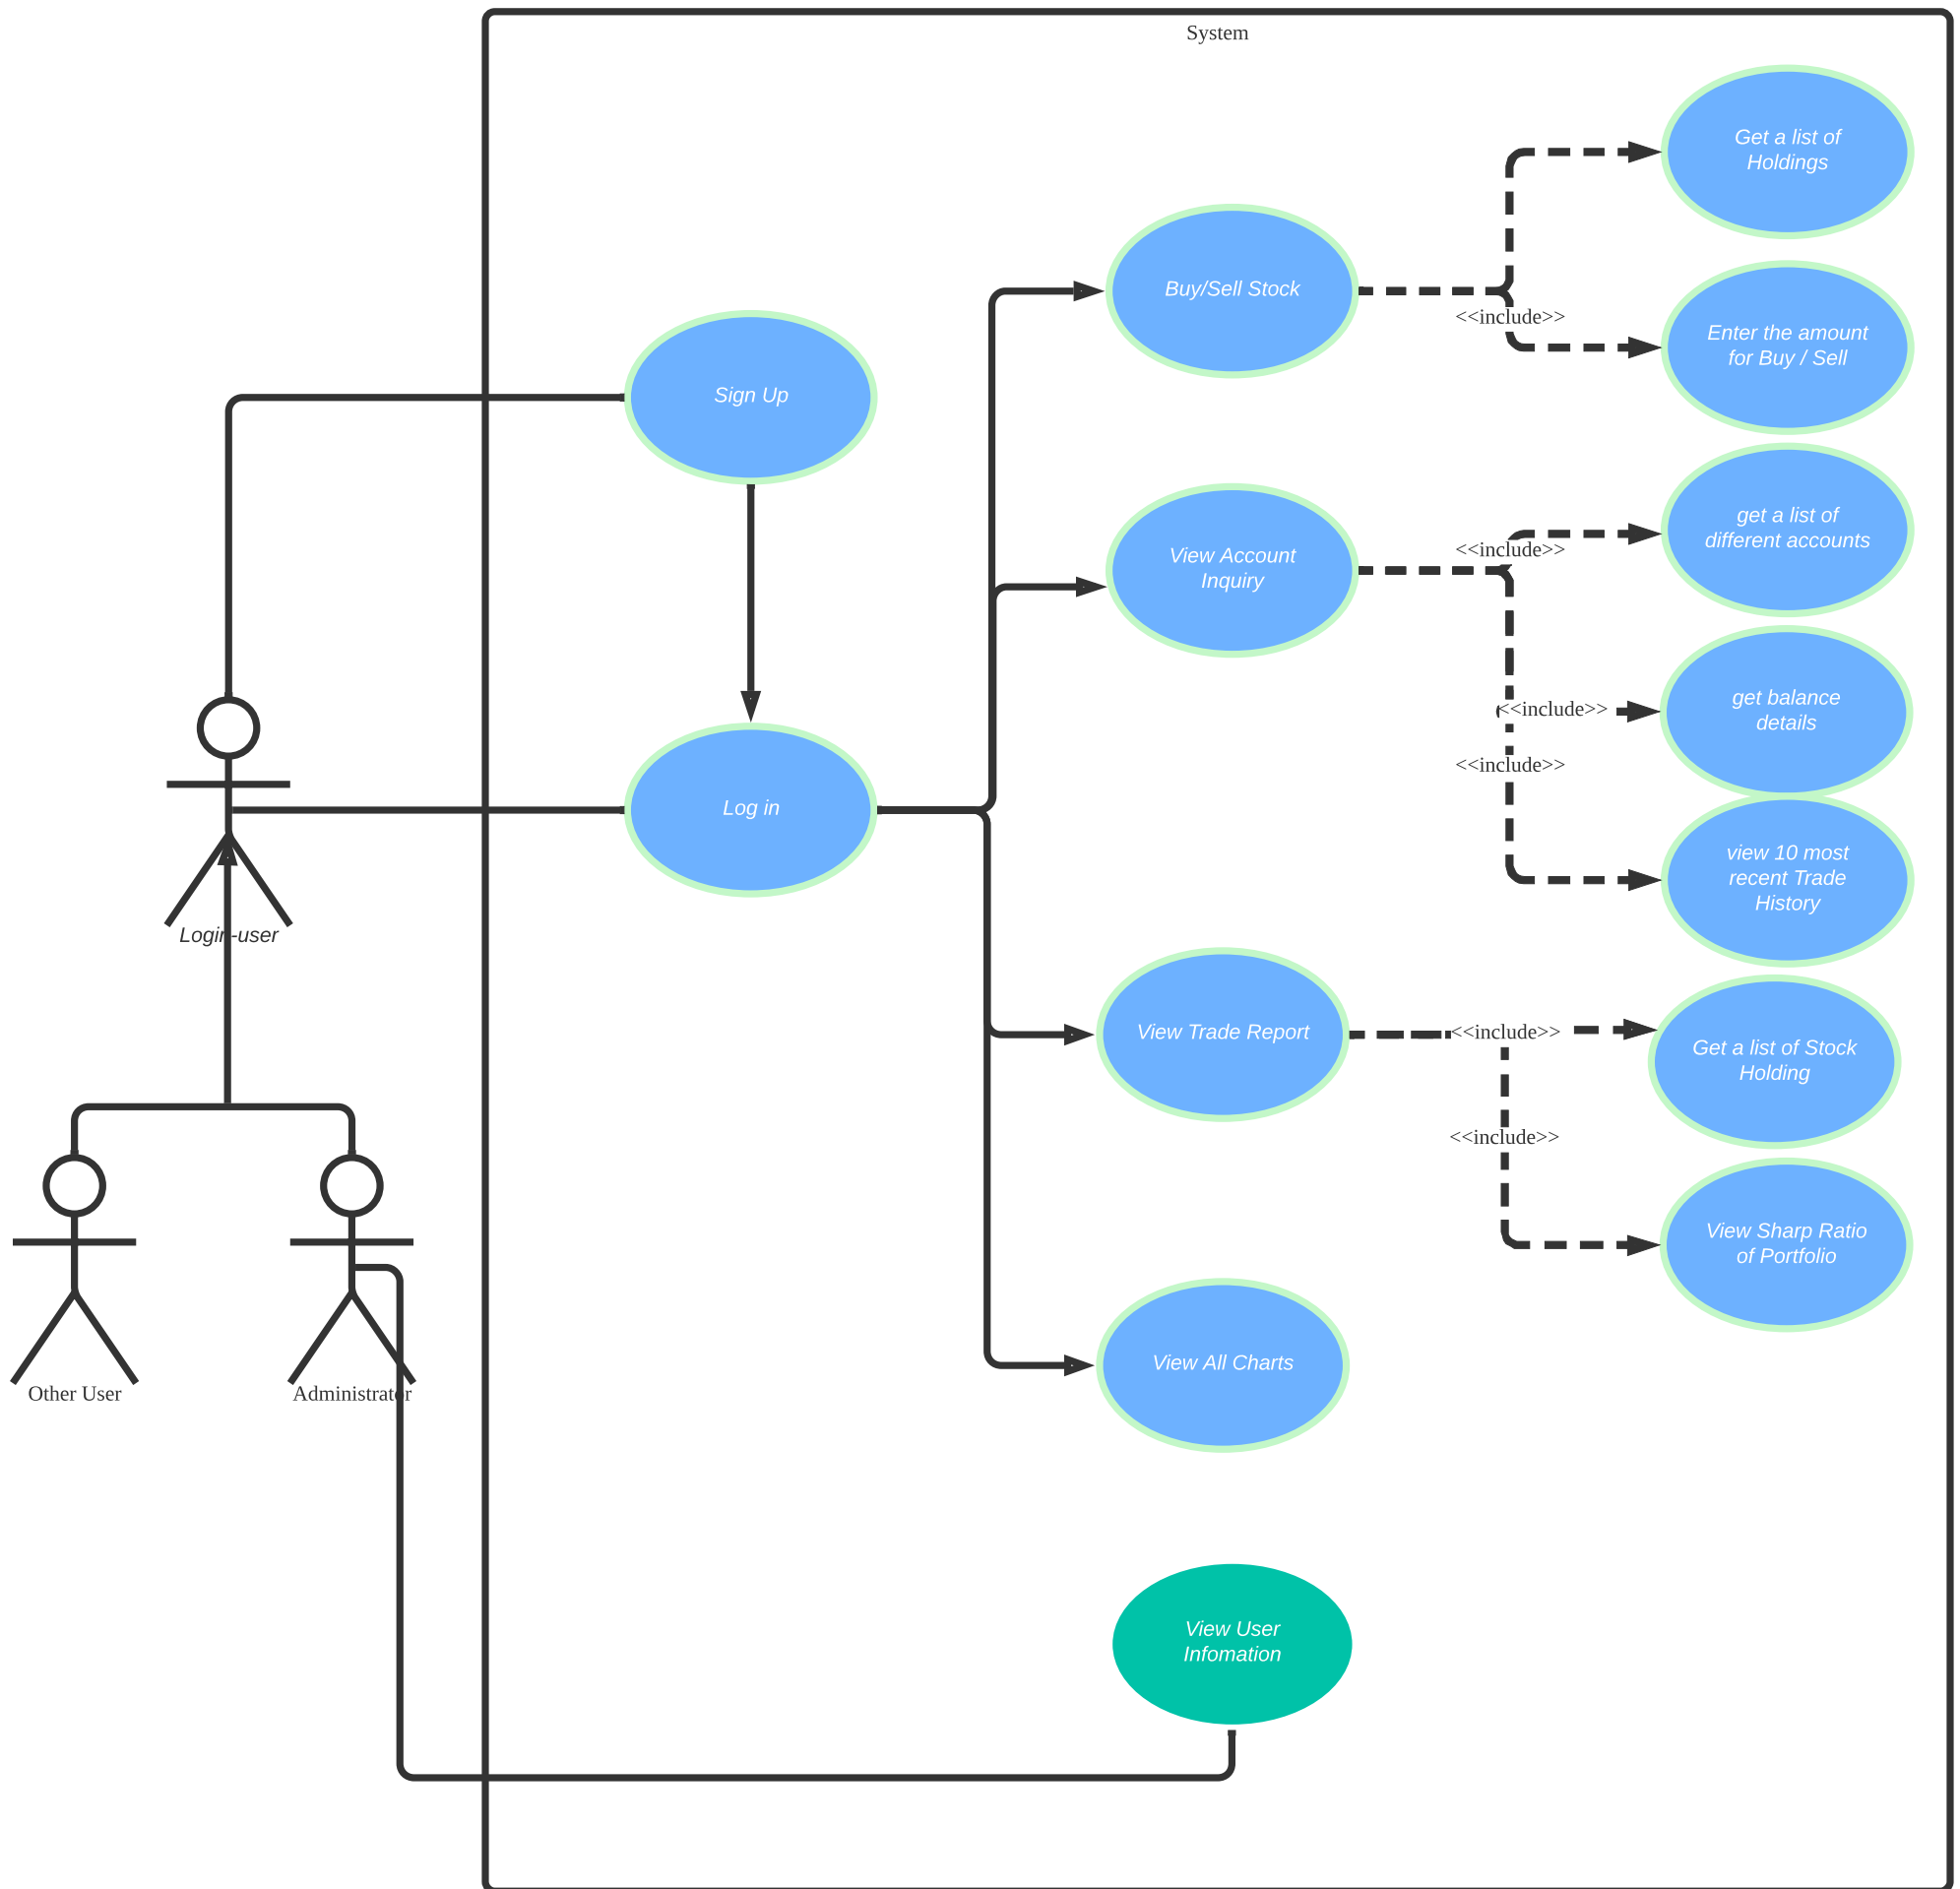 System
Get a list of
Holdings
Buy/Sell Stock
<<include>>
Enter the amount
for Buy / Sell
Sign Up
get a list of
different accounts
<<include>>
View Account
Inquiry
get balance
details
<<include>>
<<include>>
Log in
view 10 most
recent Trade
History
Login-user
View Trade Report
<<include>>
Get a list of Stock
Holding
<<include>>
View Sharp Ratio
of Portfolio
View All Charts
Other User
Administrator
View User
Infomation